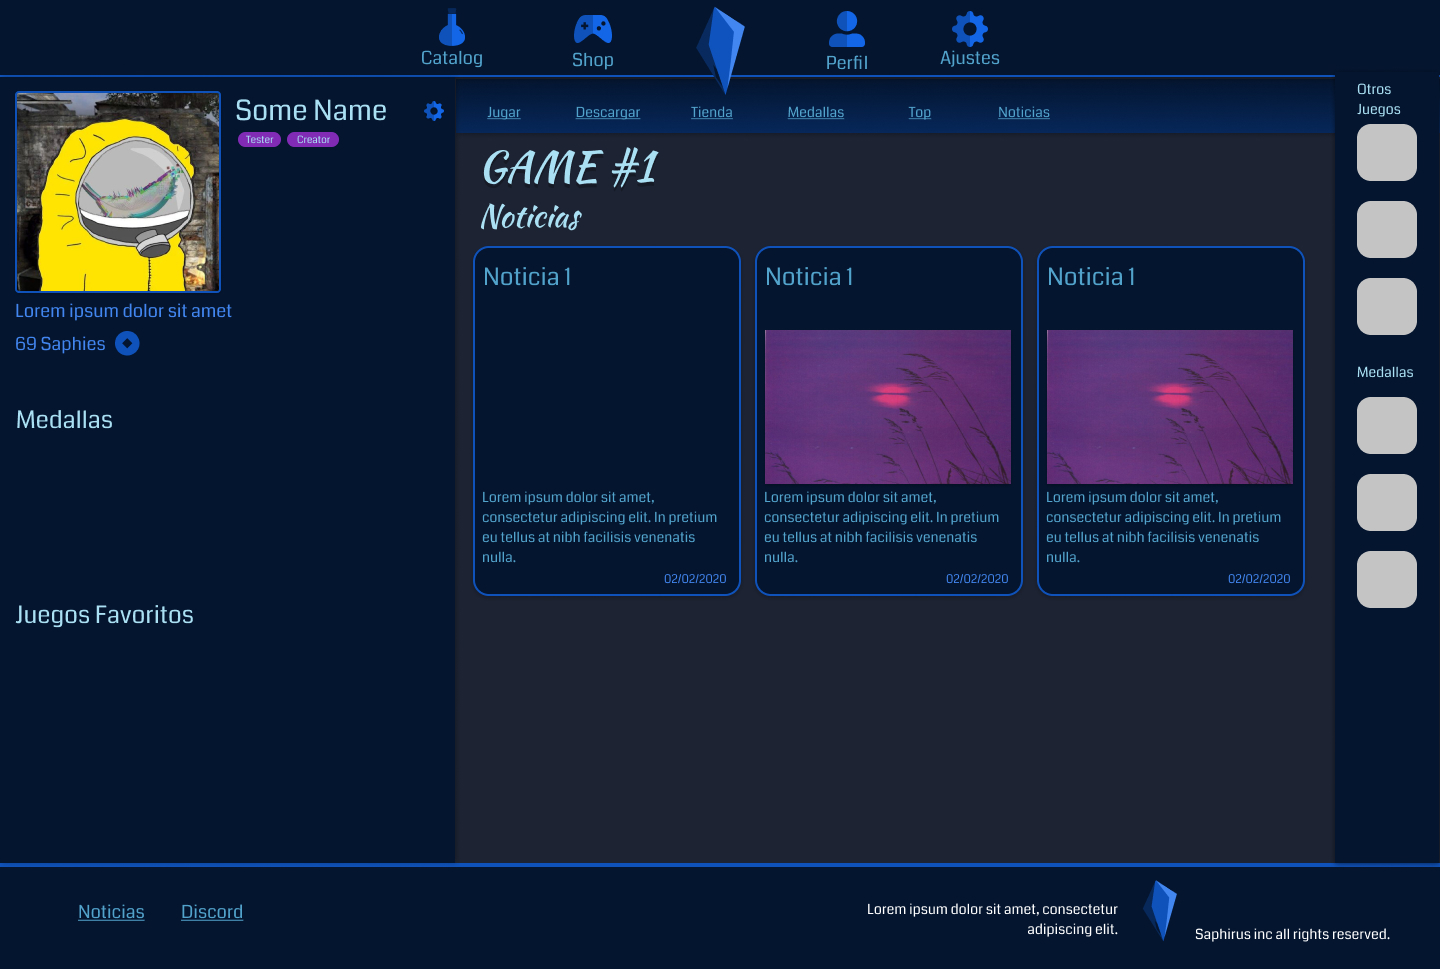 Catalog
Shop
Perfil
Ajustes
Some Name
Tester
Creator
Lorem ipsum dolor sit amet
69 Saphies
Medallas
Juegos Favoritos
Jugar
Descargar
Tienda
Medallas
Top
Noticias
GAME #1
Noticias
Noticia 1
Lorem ipsum dolor sit amet,
consectetur adipiscing elit. In pretium
eu tellus at nibh facilisis venenatis
nulla.
02/02/2020
Noticia 1
Lorem ipsum dolor sit amet,
consectetur adipiscing elit. In pretium
eu tellus at nibh facilisis venenatis
nulla.
02/02/2020
Noticia 1
Lorem ipsum dolor sit amet,
consectetur adipiscing elit. In pretium
eu tellus at nibh facilisis venenatis
nulla.
02/02/2020
Otros
Juegos
Medallas
Noticias
Discord
Lorem ipsum dolor sit amet, consectetur
adipiscing elit.
Saphirus inc all rights reserved.